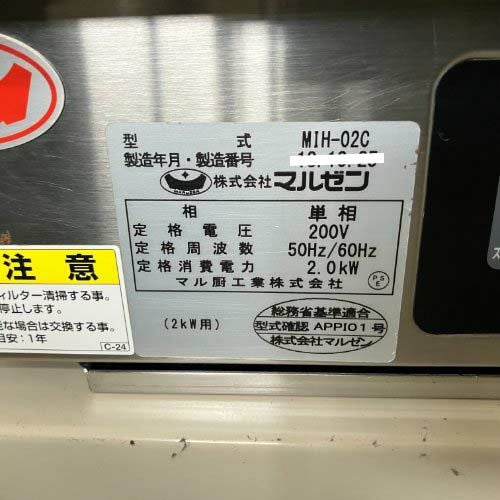 型式 MIH-02C
製造年月・製造番号
株式会社マルゼン
相 単相
定格電圧 200V
定格周波数 50Hz/60Hz
定格消費電力 2.0kW
マル厨工業株式会社
PSE
(2kW用)
総務省基準適合
型式確認 APPIO1号
株式会社マルゼン
注意
ィルター清掃する事。
停止します。
な場合は交換する事。
目安:1年
C-24